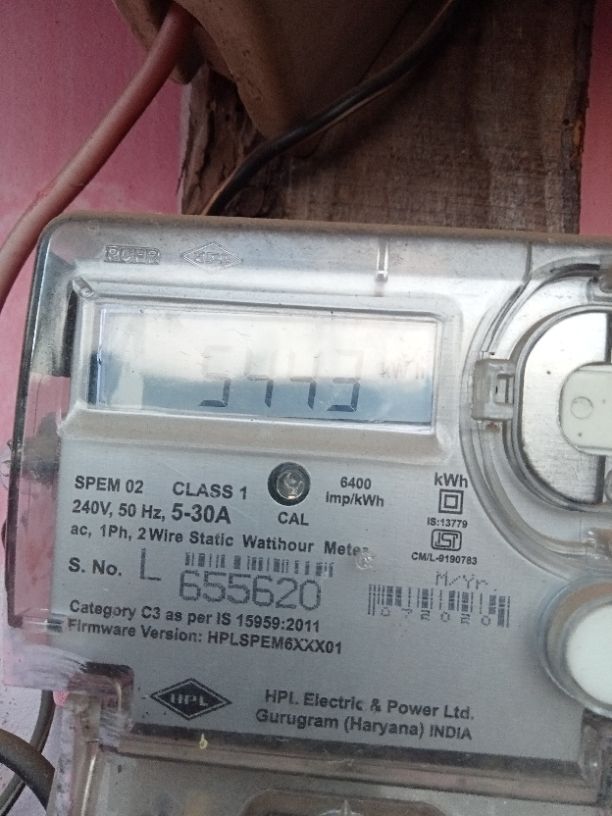 5443 kWh
SPEM 02 CLASS 1 6400 kWh
240V, 50 Hz, 5-30A CAL imp/kWh IS:13779
ac, 1Ph, 2 Wire Static Watthour Meter CM/L-9190783
S. No. L 655620 M/Yr. 072020
Category C3 as per IS 15959:2011
Firmware Version: HPLSPEM6XXX01
HPL HPL Electric & Power Ltd.
Gurugram (Haryana) INDIA